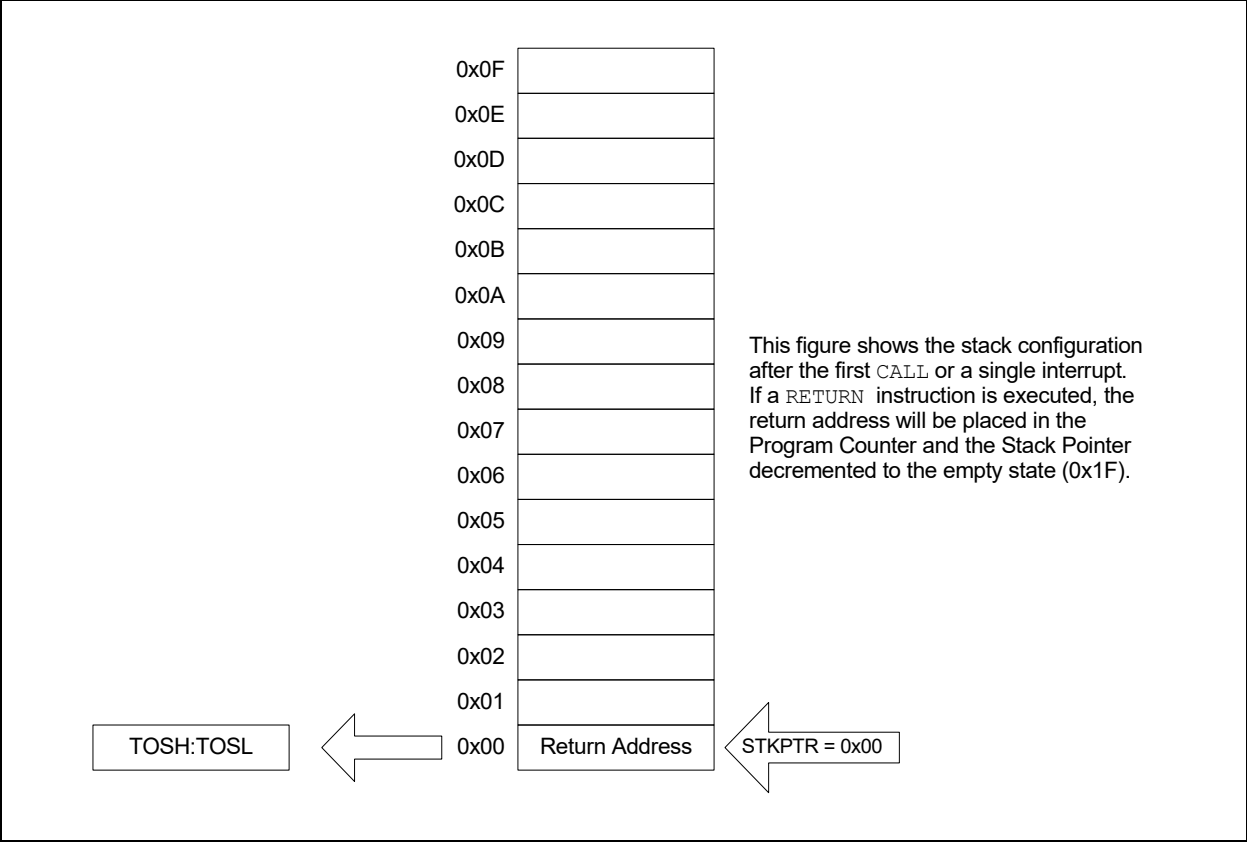 0x0F
0x0E
0x0D
0x0C
0x0B
0x0A
0x09
0x08
0x07
0x06
0x05
0x04
0x03
0x02
0x01
This figure shows the stack configuration
after the first CALL or a single interrupt.
If a RETURN instruction is executed, the
return address will be placed in the
Program Counter and the Stack Pointer
decremented to the empty state (0x1F).
TOSH:TOSL
0x00
Return Address
STKPTR = 0x00